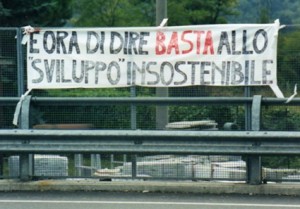 E ORA DI DIRE BASTA ALLO
"SVILUPPO" INSOSTENIBILE